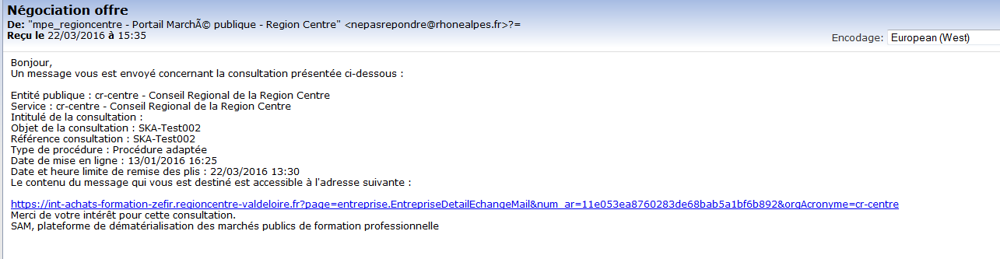 Négociation offre
De: "mpe_regioncentre - Portail MarchÃ© publique - Region Centre" <nepasrepondre@rhonealpes.fr>?=
Reçu le 22/03/2016 à 15:35
Encodage: European (West)
Bonjour,
Un message vous est envoyé concernant la consultation présentée ci-dessous :
Entité publique : cr-centre - Conseil Regional de la Region Centre
Service : cr-centre - Conseil Regional de la Region Centre
Intitulé de la consultation :
Objet de la consultation : SKA-Test002
Référence consultation : SKA-Test002
Type de procédure : Procédure adaptée
Date de mise en ligne : 13/01/2016 16:25
Date et heure limite de remise des plis : 22/03/2016 13:30
Le contenu du message qui vous est destiné est accessible à l'adresse suivante :
https://int-achats-formation-zefir.regioncentre-valdeloire.fr?page=entreprise.EntrepriseDetailEchangeMail&num_ar=11e053ea8760283de68bab5a1bf6b892&orgAcronyme=cr-centre
Merci de votre intérêt pour cette consultation.
SAM, plateforme de dématérialisation des marchés publics de formation professionnelle